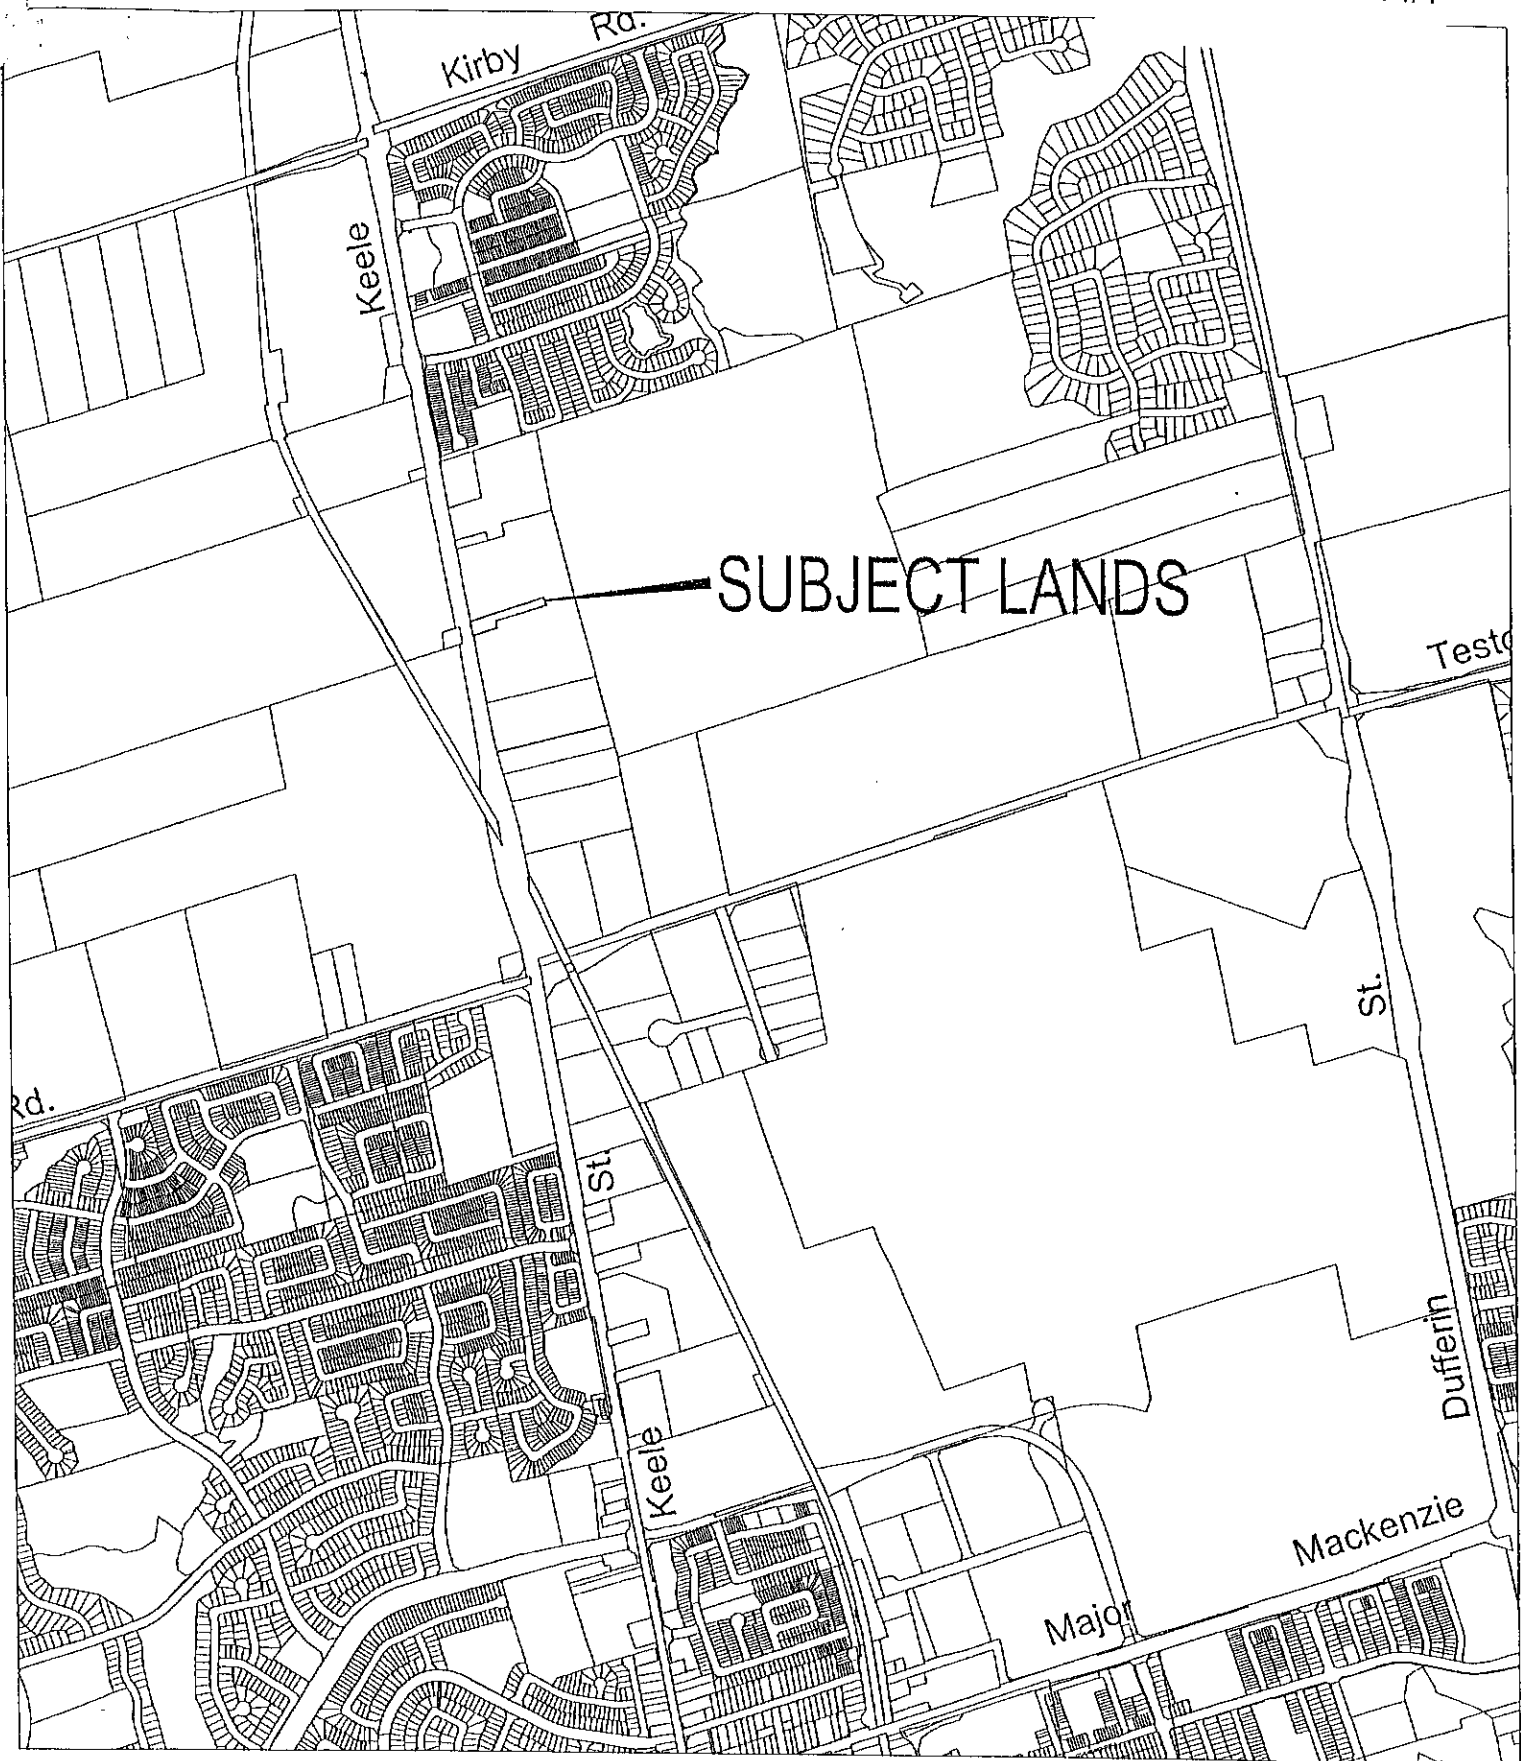 Kirby Rd.
Keele
SUBJECT LANDS
Testo
St.
Rd.
St.
Dufferin
Keele
Mackenzie
Major